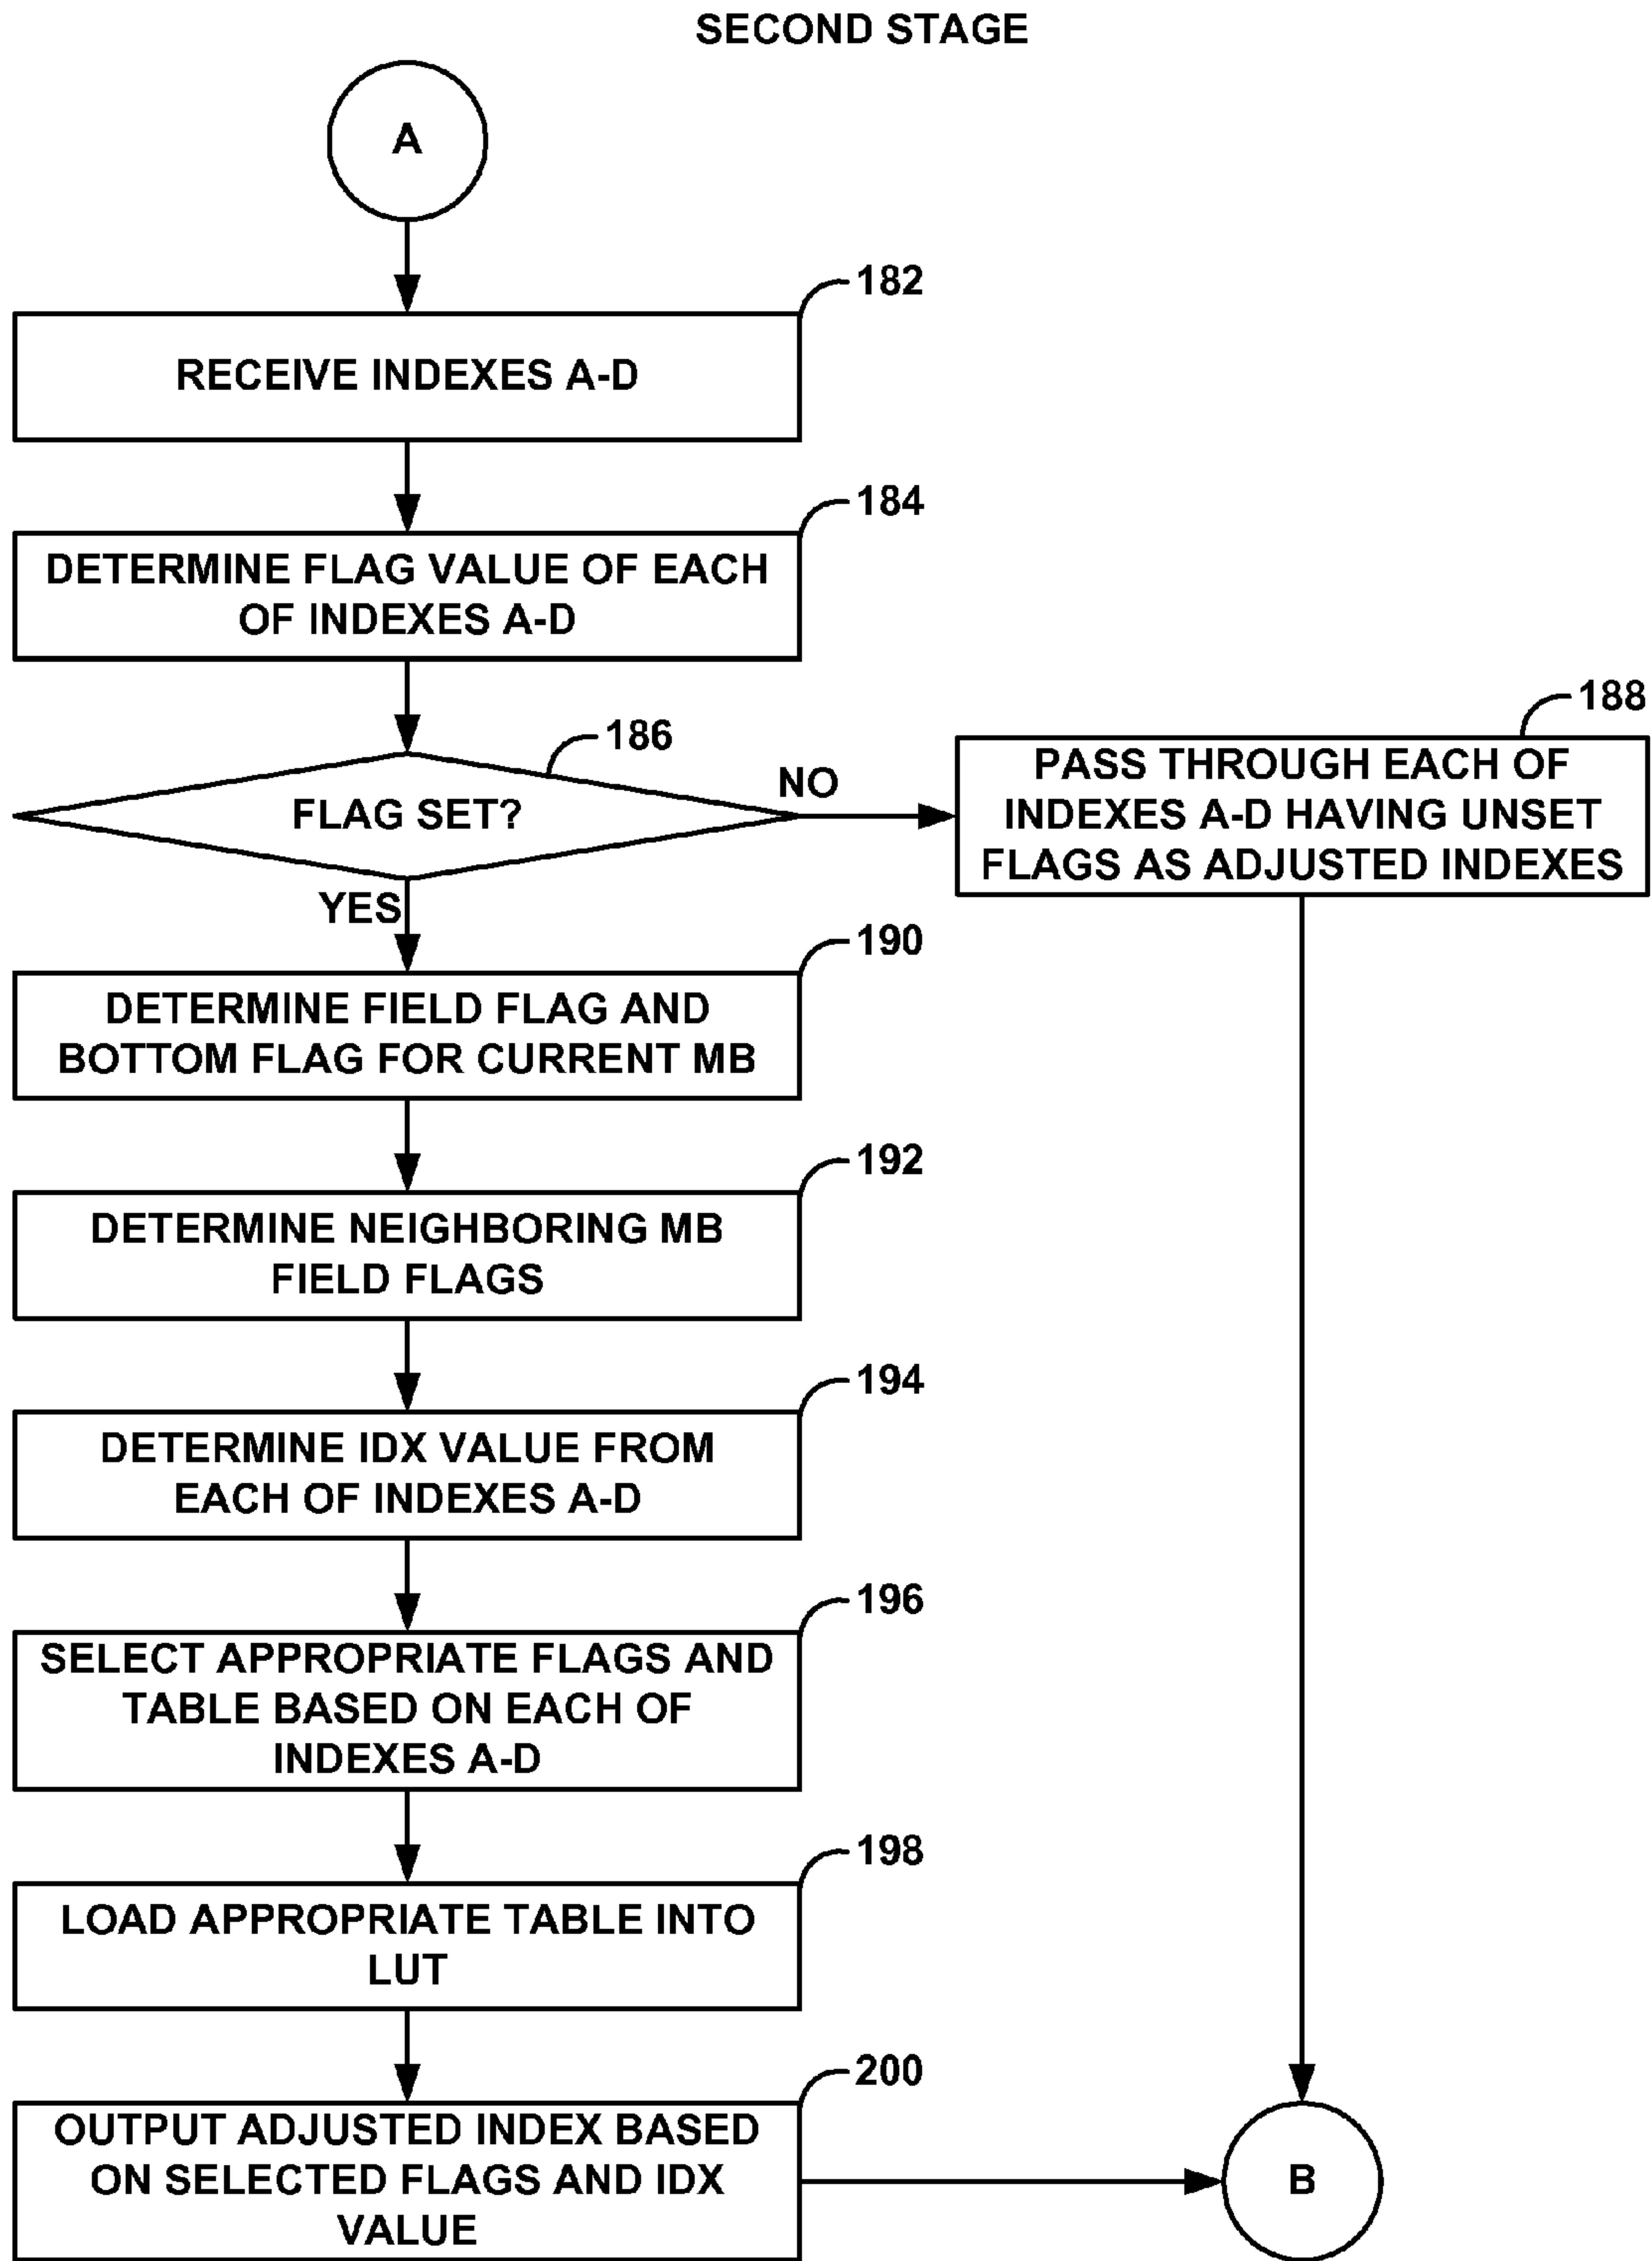 SECOND STAGE
A
182
RECEIVE INDEXES A-D
184
DETERMINE FLAG VALUE OF EACH
OF INDEXES A-D
186
FLAG SET?
NO
188
PASS THROUGH EACH OF
INDEXES A-D HAVING UNSET
FLAGS AS ADJUSTED INDEXES
YES
190
DETERMINE FIELD FLAG AND
BOTTOM FLAG FOR CURRENT MB
192
DETERMINE NEIGHBORING MB
FIELD FLAGS
194
DETERMINE IDX VALUE FROM
EACH OF INDEXES A-D
196
SELECT APPROPRIATE FLAGS AND
TABLE BASED ON EACH OF
INDEXES A-D
198
LOAD APPROPRIATE TABLE INTO
LUT
200
OUTPUT ADJUSTED INDEX BASED
ON SELECTED FLAGS AND IDX
VALUE
B